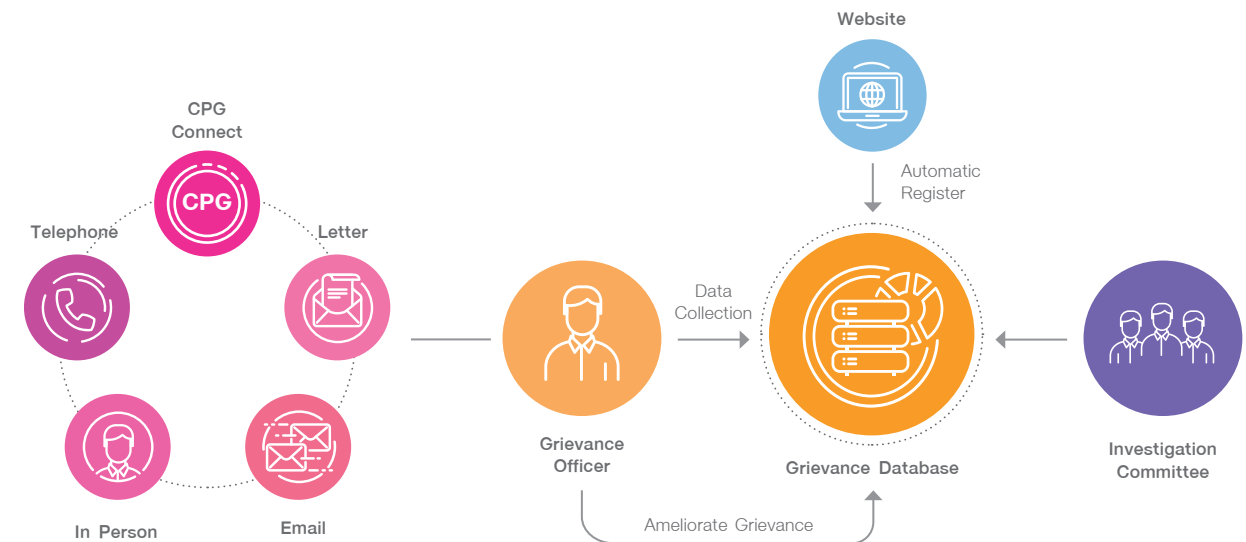 Website
CPG
Connect
CPG
Telephone
Letter
Automatic
Register
Data
Collection
Grievance
Officer
Grievance Database
Investigation
Committee
In Person
Email
Ameliorate Grievance